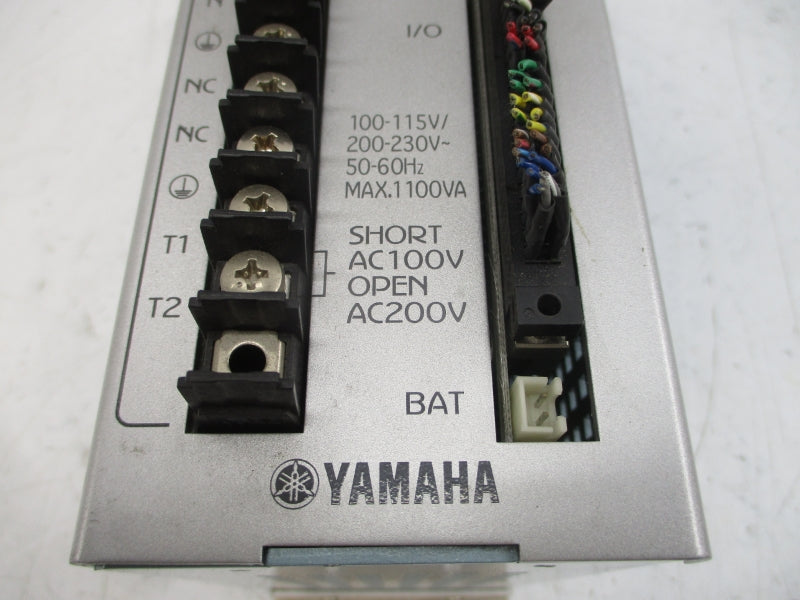 N
I/O
NC
NC
100-115V/
200-230V~
50-60Hz
MAX.1100VA
T1
SHORT
AC100V
OPEN
T2
AC200V
BAT
YAMAHA